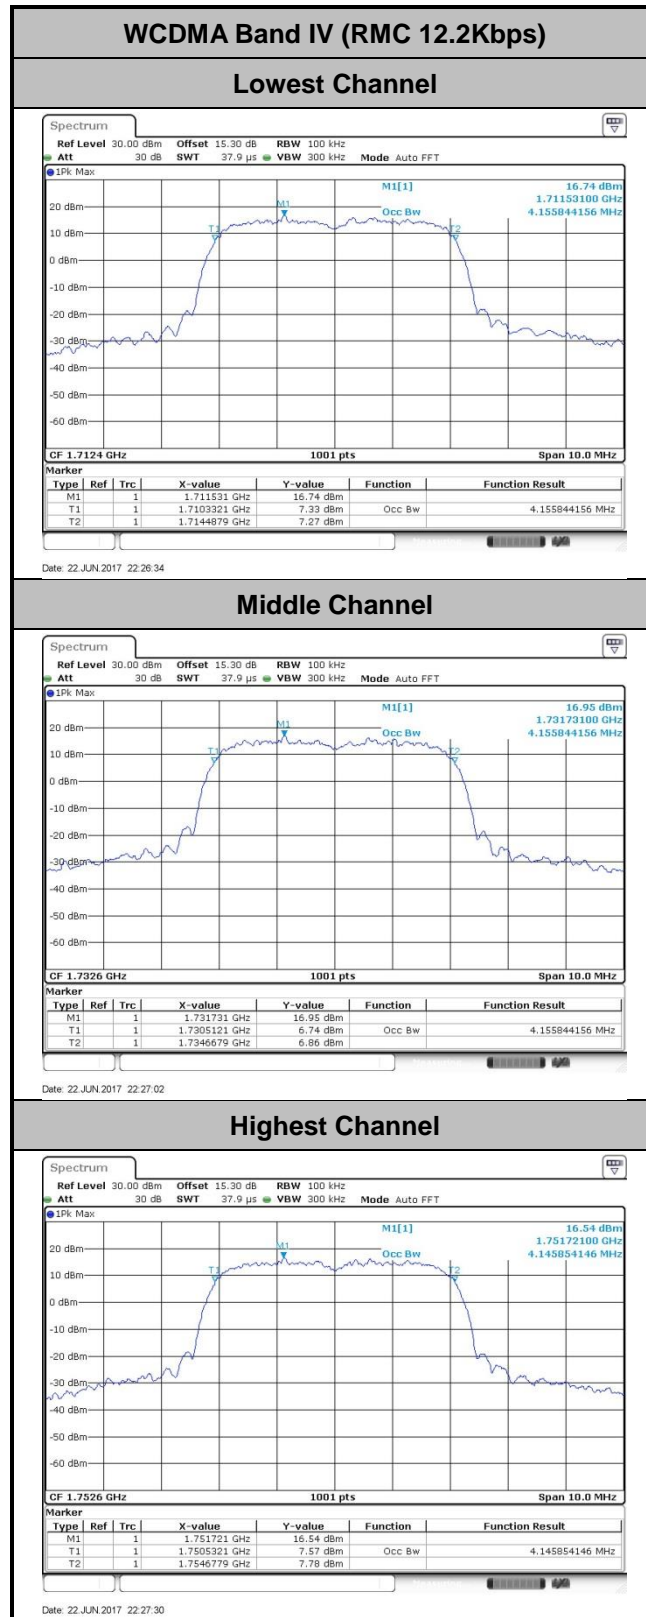 WCDMA Band IV (RMC 12.2Kbps)
Lowest Channel
Spectrum
Ref Level 30.00 dBm Offset 15.30 dB RBW 100 kHz
Att 30 dB SWT 37.9 µs VBW 300 kHz Mode Auto FFT
1Pk Max
M1[1] 16.74 dBm
1.71153100 GHz
Occ Bw 4.155844156 MHz
M1
T1
T2
20 dBm
10 dBm
0 dBm
-10 dBm
-20 dBm
-30 dBm
-40 dBm
-50 dBm
-60 dBm
CF 1.7124 GHz 1001 pts Span 10.0 MHz
Marker
Type Ref Trc X-value Y-value Function Function Result
M1 1 1.711531 GHz 16.74 dBm
T1 1 1.7103321 GHz 7.33 dBm Occ Bw 4.155844156 MHz
T2 1 1.7144879 GHz 7.27 dBm
Date: 22.JUN.2017 22:26:34
Middle Channel
Spectrum
Ref Level 30.00 dBm Offset 15.30 dB RBW 100 kHz
Att 30 dB SWT 37.9 µs VBW 300 kHz Mode Auto FFT
1Pk Max
M1[1] 16.95 dBm
1.73173100 GHz
Occ Bw 4.155844156 MHz
M1
T1
T2
20 dBm
10 dBm
0 dBm
-10 dBm
-20 dBm
-30 dBm
-40 dBm
-50 dBm
-60 dBm
CF 1.7326 GHz 1001 pts Span 10.0 MHz
Marker
Type Ref Trc X-value Y-value Function Function Result
M1 1 1.731731 GHz 16.95 dBm
T1 1 1.7305121 GHz 6.74 dBm Occ Bw 4.155844156 MHz
T2 1 1.7346679 GHz 6.86 dBm
Date: 22.JUN.2017 22:27:02
Highest Channel
Spectrum
Ref Level 30.00 dBm Offset 15.30 dB RBW 100 kHz
Att 30 dB SWT 37.9 µs VBW 300 kHz Mode Auto FFT
1Pk Max
M1[1] 16.54 dBm
1.75172100 GHz
Occ Bw 4.145854146 MHz
M1
T1
T2
20 dBm
10 dBm
0 dBm
-10 dBm
-20 dBm
-30 dBm
-40 dBm
-50 dBm
-60 dBm
CF 1.7526 GHz 1001 pts Span 10.0 MHz
Marker
Type Ref Trc X-value Y-value Function Function Result
M1 1 1.751721 GHz 16.54 dBm
T1 1 1.7505321 GHz 7.57 dBm Occ Bw 4.145854146 MHz
T2 1 1.7546779 GHz 7.78 dBm
Date: 22.JUN.2017 22:27:30